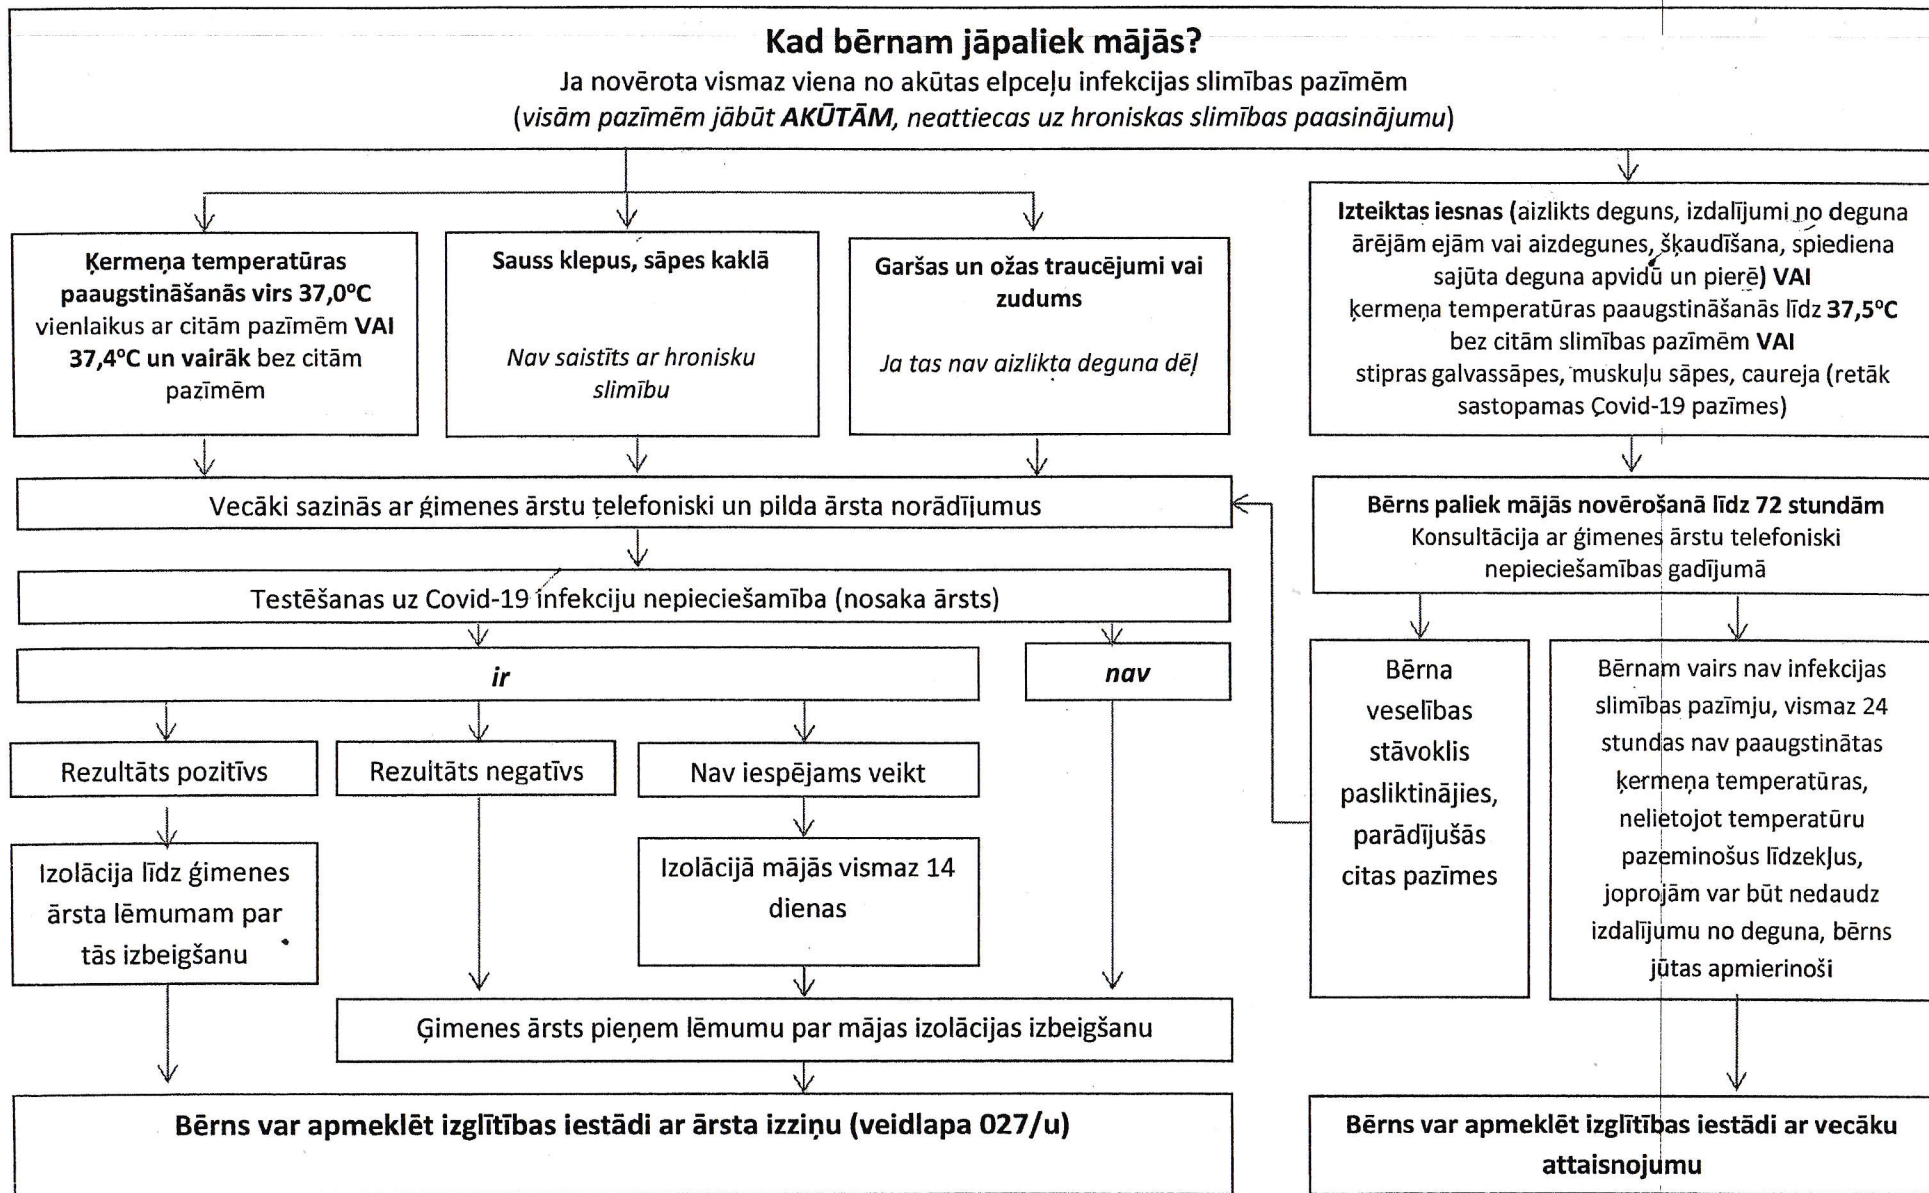 Kad bērnam jāpaliek mājās?
Ja novērota vismaz viena no akūtas elpceļu infekcijas slimības pazīmēm
(visām pazīmēm jābūt AKŪTĀM, neattiecas uz hroniskas slimības paasinājumu)
Ķermeņa temperatūras
paaugstināšanās virs 37,0°C
vienlaikus ar citām pazīmēm VAI
37,4°C un vairāk bez citām
pazīmēm
Sauss klepus, sāpes kaklā
Nav saistīts ar hronisku
slimību
Garšas un ožas traucējumi vai
zudums
Ja tas nav aizlikta deguna dēļ
Izteiktas iesnas (aizlikts deguns, izdalījumi no deguna
ārējām ejām vai aizdegunes, šķaudīšana, spiediena
sajūta deguna apvidū un pierē) VAI
ķermeņa temperatūras paaugstināšanās līdz 37,5°C
bez citām slimības pazīmēm VAI
stipras galvassāpes, muskuļu sāpes, caureja (retāk
sastopamas Covid-19 pazīmes)
Vecāki sazinās ar ģimenes ārstu telefoniski un pilda ārsta norādījumus
Bērns paliek mājās novērošanā līdz 72 stundām
Konsultācija ar ģimenes ārstu telefoniski
nepieciešamības gadījumā
Testēšanas uz Covid-19 infekciju nepieciešamība (nosaka ārsts)
ir
nav
Rezultāts pozitīvs
Rezultāts negatīvs
Nav iespējams veikt
Izolācija līdz ģimenes
ārsta lēmumam par
tās izbeigšanu
Izolācijā mājās vismaz 14
dienas
Bērna
veselības
stāvoklis
pasliktinājies,
parādījušās
citas pazīmes
Bērnam vairs nav infekcijas
slimības pazīmju, vismaz 24
stundas nav paaugstinātas
ķermeņa temperatūras,
nelietojot temperatūru
pazeminošus līdzekļus,
joprojām var būt nedaudz
izdalījumu no deguna, bērns
jūtas apmierinoši
Ģimenes ārsts pieņem lēmumu par mājas izolācijas izbeigšanu
Bērns var apmeklēt izglītības iestādi ar ārsta izziņu (veidlapa 027/u)
Bērns var apmeklēt izglītības iestādi ar vecāku
attaisnojumu